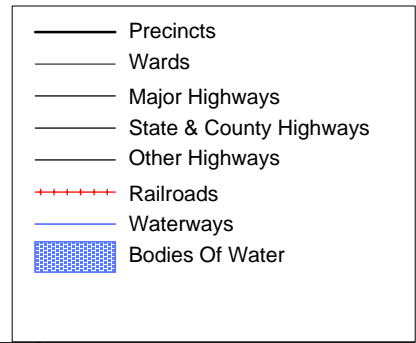 Precincts
Wards
Major Highways
State & County Highways
Other Highways
Railroads
Waterways
Bodies Of Water